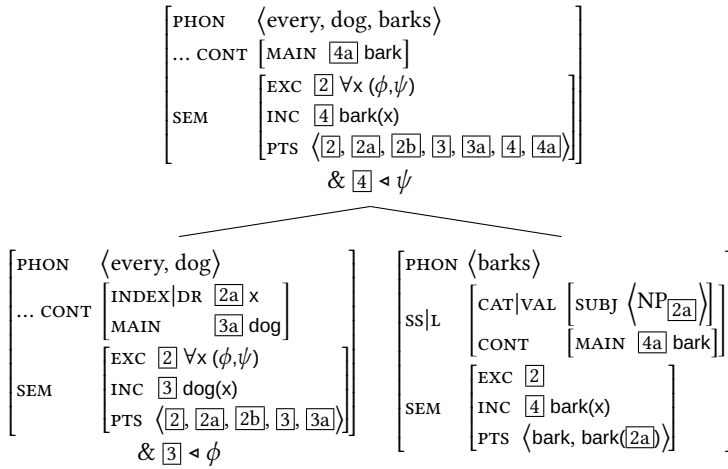 PHON ⟨every, dog, barks⟩
... CONT [MAIN 4a bark]
SEM
EXC 2 ∀x (ϕ,ψ)
INC 4 bark(x)
PTS ⟨2, 2a, 2b, 3, 3a, 4, 4a⟩
& 4 ◃ ψ
PHON ⟨every, dog⟩
... CONT
INDEX|DR 2a x
MAIN 3a dog
SEM
EXC 2 ∀x (ϕ,ψ)
INC 3 dog(x)
PTS ⟨2, 2a, 2b, 3, 3a⟩
& 3 ◃ ϕ
PHON ⟨barks⟩
SS|L
CAT|VAL [SUBJ ⟨NP 2a⟩]
CONT [MAIN 4a bark]
SEM
EXC 2
INC 4 bark(x)
PTS ⟨bark, bark(2a)⟩